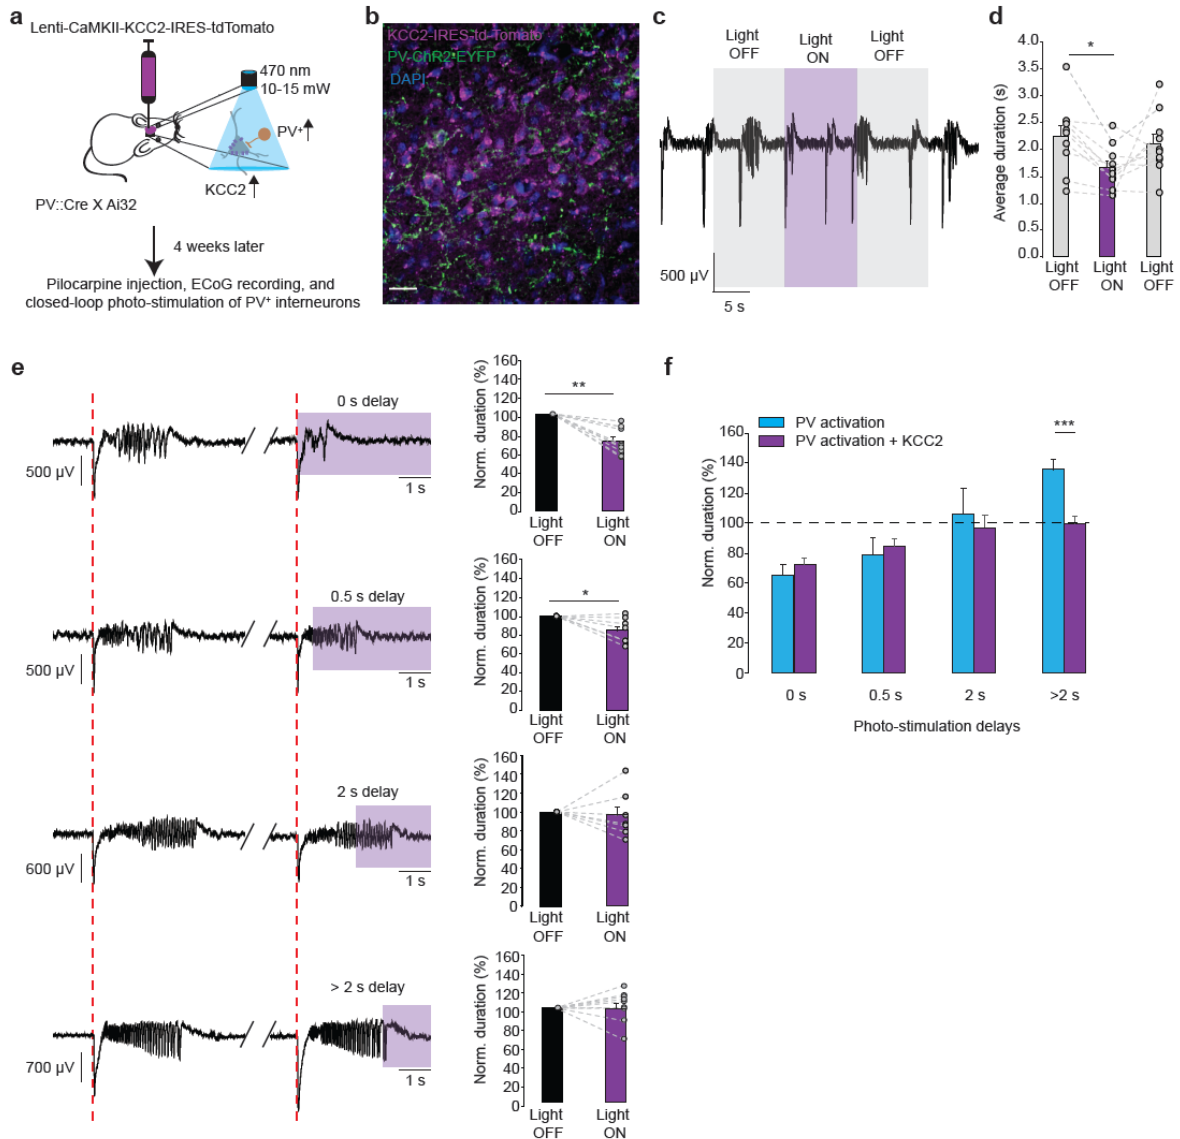 a
Lenti-CaMKII-KCC2-IRES-tdTomato
470 nm
10-15 mW
PV+
KCC2
PV::Cre X Ai32
4 weeks later
Pilocarpine injection, ECoG recording, and
closed-loop photo-stimulation of PV+ interneurons
b
KCC2-IRES-td-Tomato
PV-ChR2-EYFP
DAPI
c
Light
OFF
Light
ON
Light
OFF
500 µV
5 s
d
Average duration (s)
4.0
3.5
3.0
2.5
2.0
1.5
1.0
0.5
0.0
*
Light
OFF
Light
ON
Light
OFF
e
0 s delay
500 µV
1 s
Norm. duration (%)
160
140
120
100
80
60
40
20
0
**
Light
OFF
Light
ON
0.5 s delay
500 µV
1 s
Norm. duration (%)
160
140
120
100
80
60
40
20
0
*
Light
OFF
Light
ON
2 s delay
600 µV
1 s
Norm. duration (%)
160
140
120
100
80
60
40
20
0
Light
OFF
Light
ON
> 2 s delay
700 µV
1 s
Norm. duration (%)
160
140
120
100
80
60
40
20
0
Light
OFF
Light
ON
f
PV activation
PV activation + KCC2
Norm. duration (%)
160
140
120
100
80
60
40
20
0
***
0 s
0.5 s
2 s
>2 s
Photo-stimulation delays